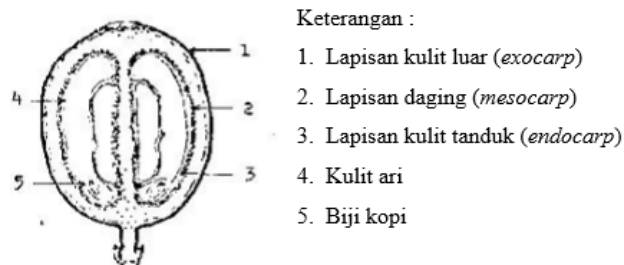 1
2
3
4
5
Keterangan :
1. Lapisan kulit luar (exocarp)
2. Lapisan daging (mesocarp)
3. Lapisan kulit tanduk (endocarp)
4. Kulit ari
5. Biji kopi